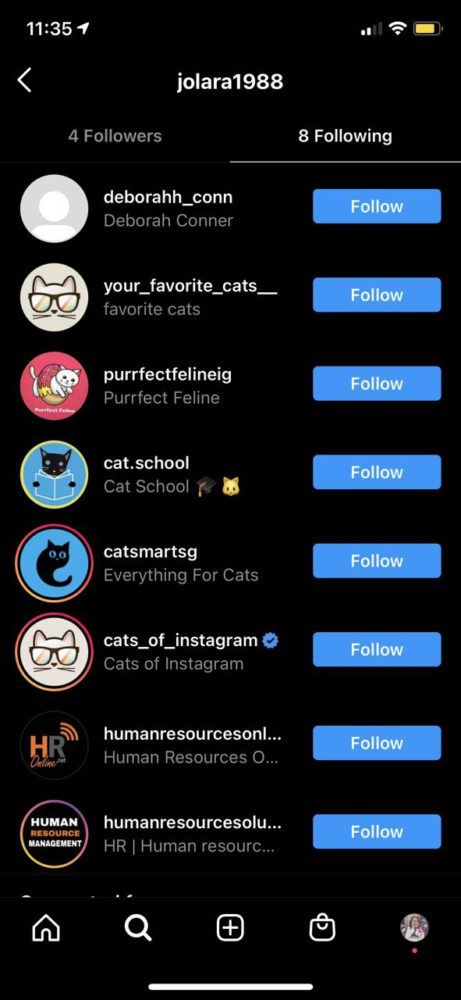 11:35
jolara1988
4 Followers
8 Following
deborahh_conn
Deborah Conner
Follow
your_favorite_cats__
favorite cats
Follow
Purrfect Feline
purrfectfelineig
Purrfect Feline
Follow
cat.school
Cat School 🎓 🐱
Follow
catsmartsg
Everything For Cats
Follow
cats_of_instagram
Cats of Instagram
Follow
HR
Online.net
humanresourcesonl...
Human Resources O...
Follow
HUMAN
RESOURCE
MANAGEMENT
humanresourcesolu...
HR | Human resourc...
Follow